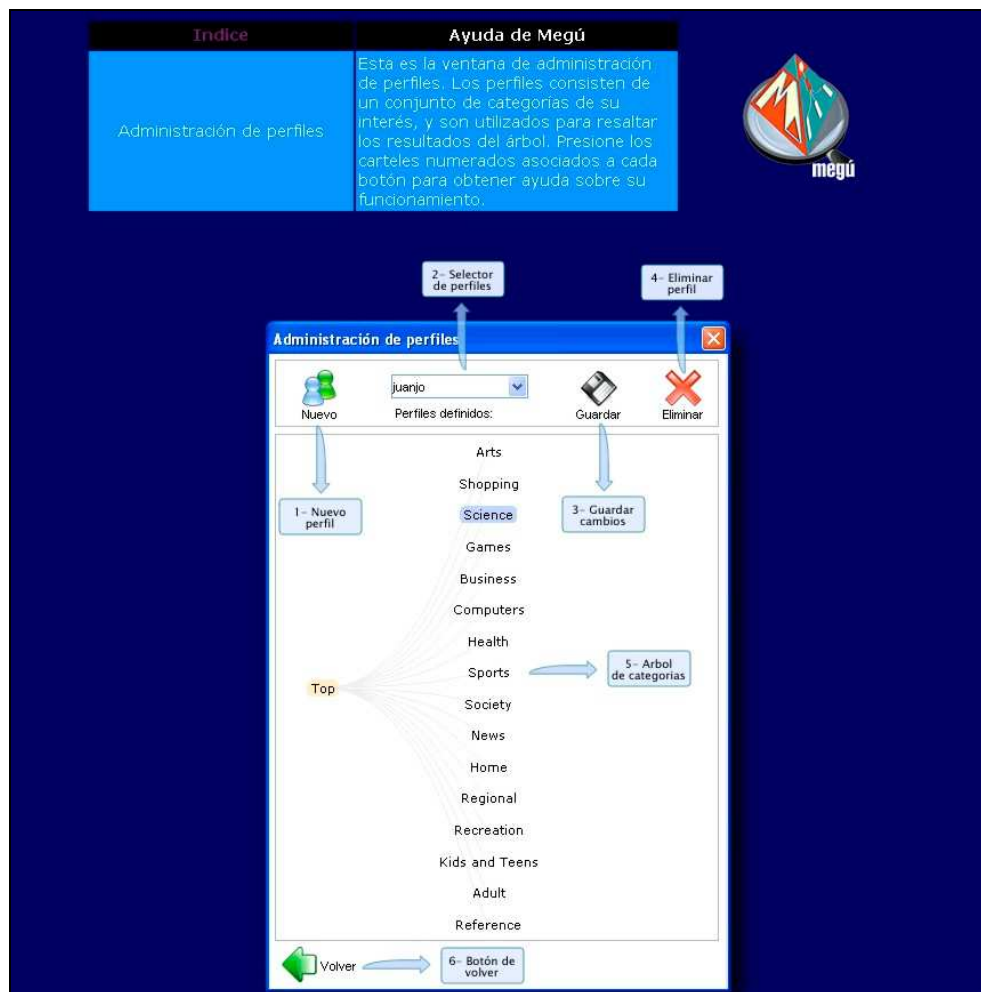 Indice
Ayuda de Megú
Administración de perfiles
Esta es la ventana de administración
de perfiles. Los perfiles consisten de
un conjunto de categorías de su
interés, y son utilizados para resaltar
los resultados del árbol. Presione los
carteles numerados asociados a cada
botón para obtener ayuda sobre su
funcionamiento.
megú
2- Selector
de perfiles
4- Eliminar
perfil
Administración de perfiles
juanjo
Nuevo
Perfiles definidos:
Guardar
Eliminar
1- Nuevo
perfil
3- Guardar
cambios
Arts
Shopping
Science
Games
Business
Computers
Health
Sports
5- Arbol
de categorias
Top
Society
News
Home
Regional
Recreation
Kids and Teens
Adult
Reference
Volver
6- Botón de
volver